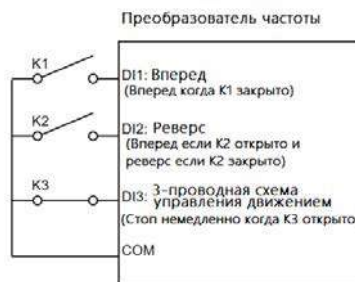 Преобразователь частоты
K1
DI1: Вперед
(Вперед когда K1 закрыто)
K2
DI2: Реверс
(Вперед если K2 открыто и
реверс если K2 закрыто)
K3
DI3: 3-проводная схема
управления движением
(Стоп немедленно когда K3 открыто
COM